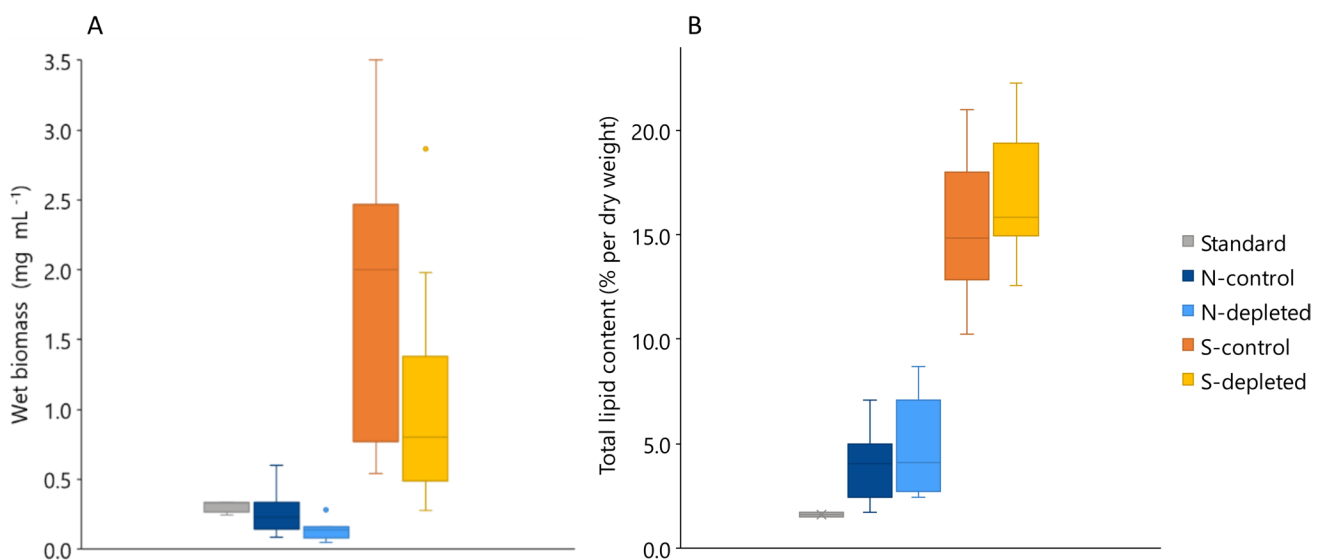 A
Wet biomass (mg mL -1)
3.5
3.0
2.5
2.0
1.5
1.0
0.5
0.0
B
Total lipid content (% per dry weight)
20.0
15.0
10.0
5.0
0.0
Standard
N-control
N-depleted
S-control
S-depleted